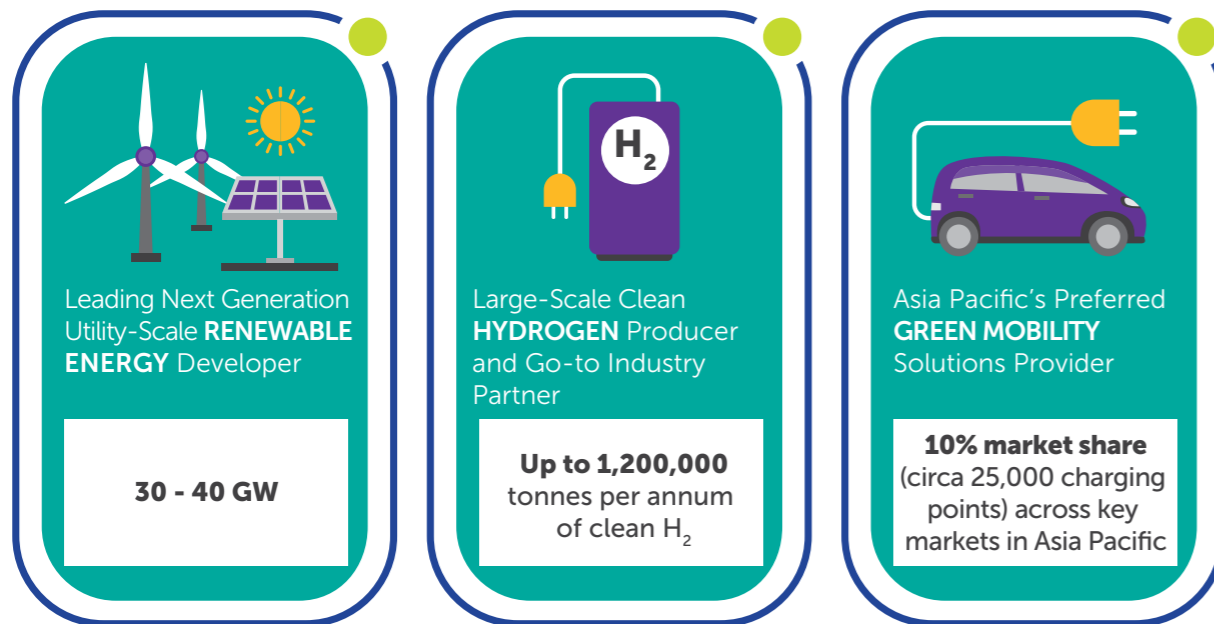 H₂
Leading Next Generation
Utility-Scale RENEWABLE
ENERGY Developer
30 - 40 GW
Large-Scale Clean
HYDROGEN Producer
and Go-to Industry
Partner
Up to 1,200,000
tonnes per annum
of clean H₂
Asia Pacific’s Preferred
GREEN MOBILITY
Solutions Provider
10% market share
(circa 25,000 charging
points) across key
markets in Asia Pacific